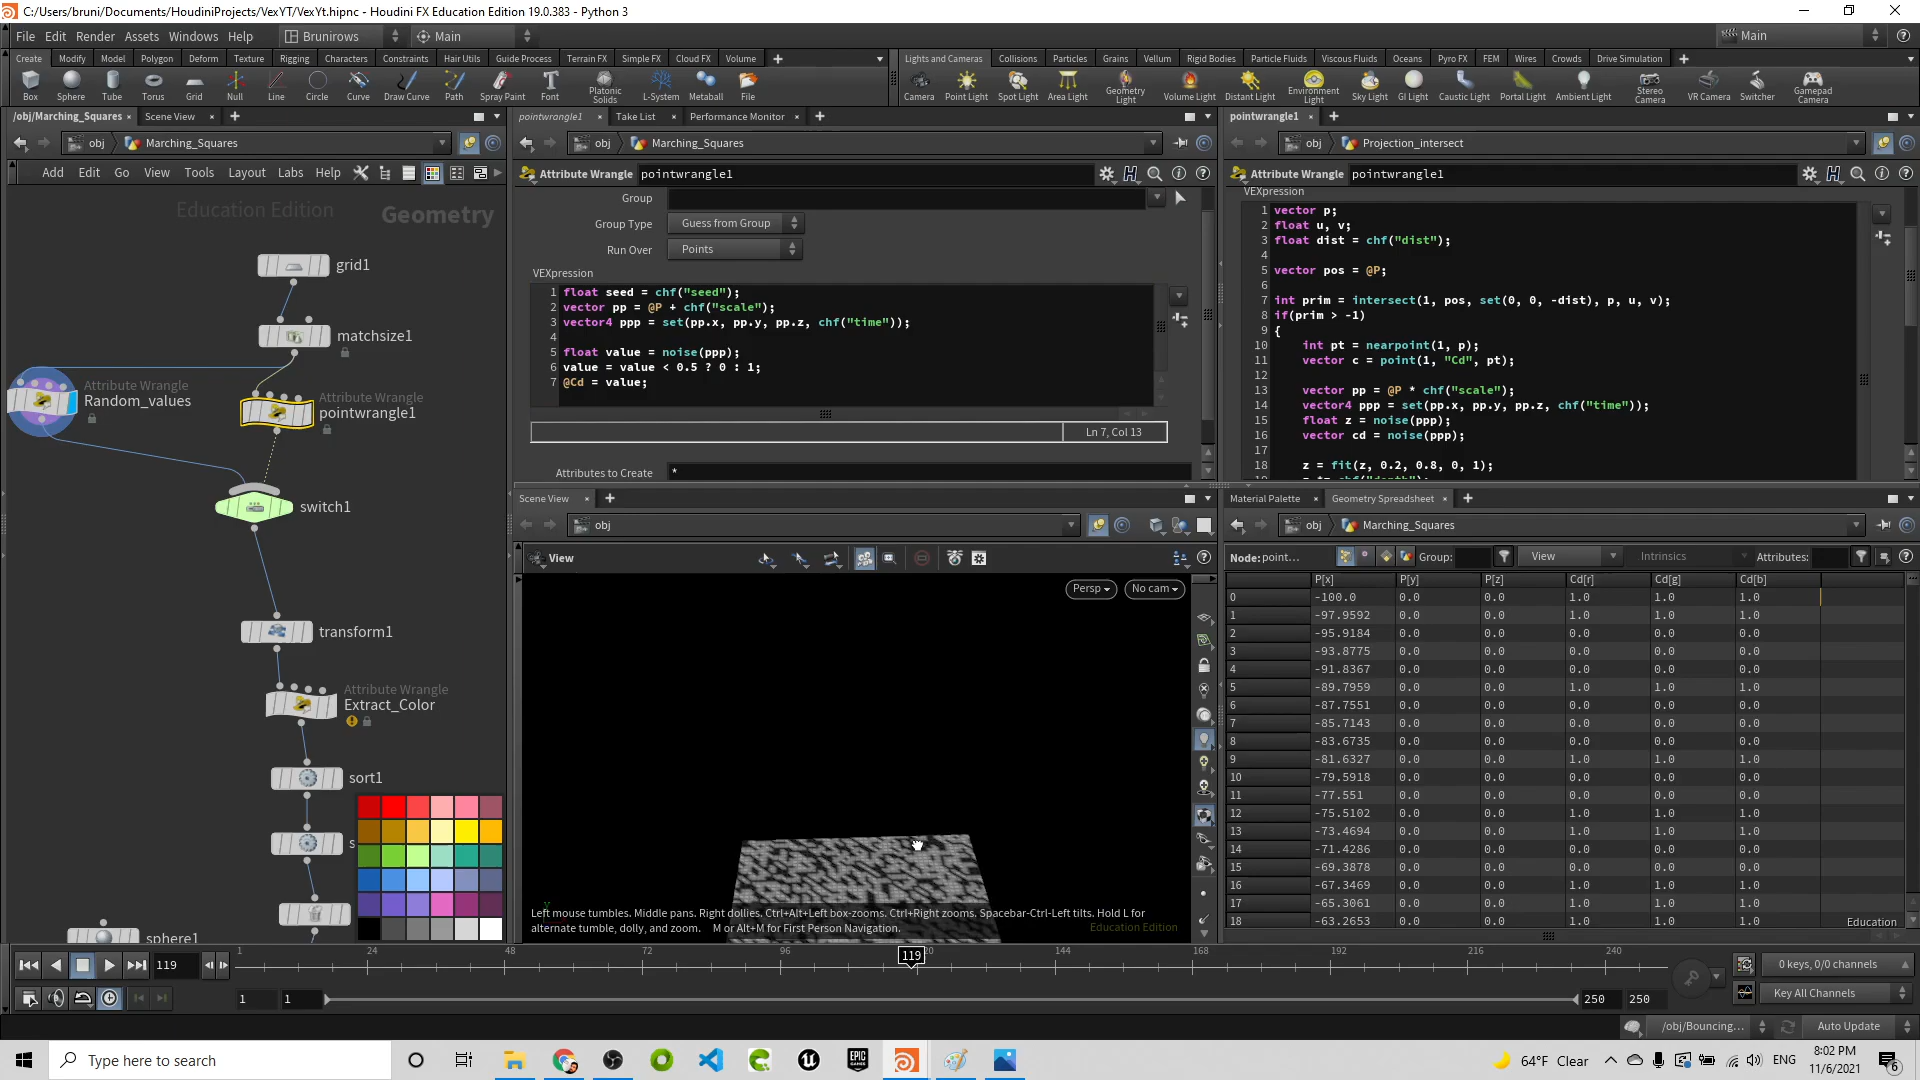 C:/Users/bruni/Documents/HoudiniProjects/VexYT/VexYt.hipnc - Houdini FX Education Edition 19.0.383 - Python 3
File Edit Render Assets Windows Help Brunirows Main Main
Create Modify Model Polygon Deform Texture Rigging Characters Constraints Hair Utils Guide Process Terrain FX Simple FX Cloud FX Volume
Lights and Cameras Collisions Particles Grains Vellum Rigid Bodies Particle Fluids Viscous Fluids Oceans Pyro FX FEM Wires Crowds Drive Simulation
Box Sphere Tube Torus Grid Null Line Circle Curve Draw Curve Path Spray Paint Font Platonic Solids L-System Metaball File
Camera Point Light Spot Light Area Light Geometry Light Volume Light Distant Light Environment Light Sky Light GI Light Caustic Light Portal Light Ambient Light Stereo Camera VR Camera Switcher Gamepad Camera
/obj/Marching_Squares Scene View
obj Marching_Squares
Add Edit Go View Tools Layout Labs Help
Education Edition Geometry
grid1
matchsize1
Attribute Wrangle
Random_values
Attribute Wrangle
pointwrangle1
switch1
transform1
Attribute Wrangle
Extract_Color
sort1
s
sphere1
pointwrangle1 Take List Performance Monitor
obj Marching_Squares
Attribute Wrangle pointwrangle1
Group
Group Type Guess from Group
Run Over Points
VEXpression
1 float seed = chf("seed");
2 vector pp = @P + chf("scale");
3 vector4 ppp = set(pp.x, pp.y, pp.z, chf("time"));
4
5 float value = noise(ppp);
6 value = value < 0.5 ? 0 : 1;
7 @Cd = value;
Ln 7, Col 13
Attributes to Create *
Scene View
obj
View
Persp No cam
Left mouse tumbles. Middle pans. Right dollies. Ctrl+Alt+Left box-zooms. Ctrl+Right zooms. Spacebar-Ctrl-Left tilts. Hold L for
alternate tumble, dolly, and zoom. M or Alt+M for First Person Navigation.
Education Edition
pointwrangle1
obj Projection_intersect
Attribute Wrangle pointwrangle1
VEXpression
1 vector p;
2 float u, v;
3 float dist = chf("dist");
4
5 vector pos = @P;
6
7 int prim = intersect(1, pos, set(0, 0, -dist), p, u, v);
8 if(prim > -1)
9 {
10 int pt = nearpoint(1, p);
11 vector c = point(1, "Cd", pt);
12
13 vector pp = @P * chf("scale");
14 vector4 ppp = set(pp.x, pp.y, pp.z, chf("time"));
15 float z = noise(ppp);
16 vector cd = noise(ppp);
17
18 z = fit(z, 0.2, 0.8, 0, 1);
Material Palette Geometry Spreadsheet
obj Marching_Squares
Node: point... Group: View Intrinsics Attributes:
P[x] P[y] P[z] Cd[r] Cd[g] Cd[b]
0 -100.0 0.0 0.0 1.0 1.0 1.0
1 -97.9592 0.0 0.0 1.0 1.0 1.0
2 -95.9184 0.0 0.0 0.0 0.0 0.0
3 -93.8775 0.0 0.0 0.0 0.0 0.0
4 -91.8367 0.0 0.0 0.0 0.0 0.0
5 -89.7959 0.0 0.0 1.0 1.0 1.0
6 -87.7551 0.0 0.0 0.0 0.0 0.0
7 -85.7143 0.0 0.0 0.0 0.0 0.0
8 -83.6735 0.0 0.0 0.0 0.0 0.0
9 -81.6327 0.0 0.0 1.0 1.0 1.0
10 -79.5918 0.0 0.0 0.0 0.0 0.0
11 -77.551 0.0 0.0 0.0 0.0 0.0
12 -75.5102 0.0 0.0 1.0 1.0 1.0
13 -73.4694 0.0 0.0 0.0 0.0 0.0
14 -71.4286 0.0 0.0 0.0 0.0 0.0
15 -69.3878 0.0 0.0 0.0 0.0 0.0
16 -67.3469 0.0 0.0 1.0 1.0 1.0
17 -65.3061 0.0 0.0 0.0 0.0 0.0
18 -63.2653 0.0 0.0 0.0 0.0 0.0
Education
119 1 24 48 72 96 119 144 168 192 216 240
0 keys, 0/0 channels
1 1 250 250 Key All Channels
/obj/Bouncing... Auto Update
Type here to search
EPIC GAMES
64°F Clear ENG
8:02 PM
11/6/2021
6